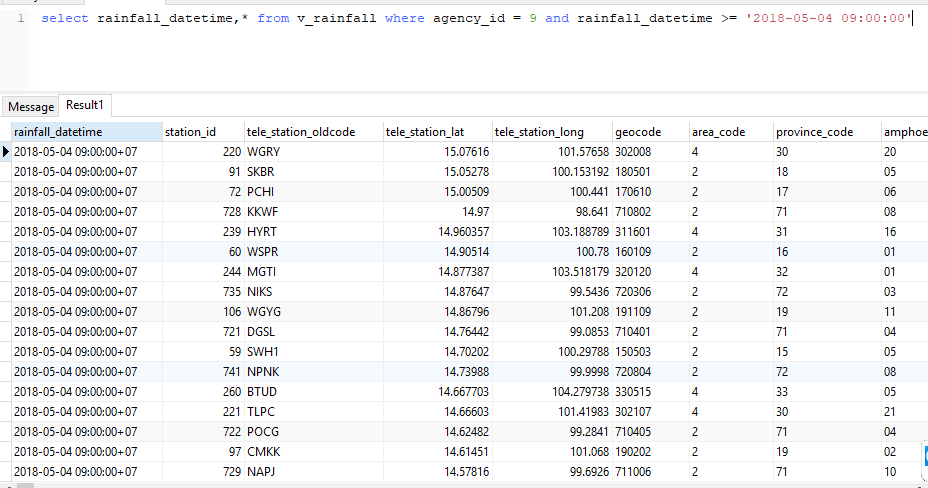 1 select rainfall_datetime,* from v_rainfall where agency_id = 9 and rainfall_datetime >= '2018-05-04 09:00:00'
Message Result1
rainfall_datetime station_id tele_station_oldcode tele_station_lat tele_station_long geocode area_code province_code amphoe
2018-05-04 09:00:00+07 220 WGRY 15.07616 101.57658 302008 4 30 20
2018-05-04 09:00:00+07 91 SKBR 15.05278 100.153192 180501 2 18 05
2018-05-04 09:00:00+07 72 PCHI 15.00509 100.441 170610 2 17 06
2018-05-04 09:00:00+07 728 KKWF 14.97 98.641 710802 2 71 08
2018-05-04 09:00:00+07 239 HYRT 14.960357 103.188789 311601 4 31 16
2018-05-04 09:00:00+07 60 WSPR 14.90514 100.78 160109 2 16 01
2018-05-04 09:00:00+07 244 MGTI 14.877387 103.518179 320120 4 32 01
2018-05-04 09:00:00+07 735 NIKS 14.87647 99.5436 720306 2 72 03
2018-05-04 09:00:00+07 106 WGYG 14.86796 101.208 191109 2 19 11
2018-05-04 09:00:00+07 721 DGSL 14.76442 99.0853 710401 2 71 04
2018-05-04 09:00:00+07 59 SWH1 14.70202 100.29788 150503 2 15 05
2018-05-04 09:00:00+07 741 NPNK 14.73988 99.9998 720804 2 72 08
2018-05-04 09:00:00+07 260 BTUD 14.667703 104.279738 330515 4 33 05
2018-05-04 09:00:00+07 221 TLPC 14.66603 101.41983 302107 4 30 21
2018-05-04 09:00:00+07 722 POCG 14.62482 99.2841 710405 2 71 04
2018-05-04 09:00:00+07 97 CMKK 14.61451 101.068 190202 2 19 02
2018-05-04 09:00:00+07 729 NAPJ 14.57816 99.6926 711006 2 71 10